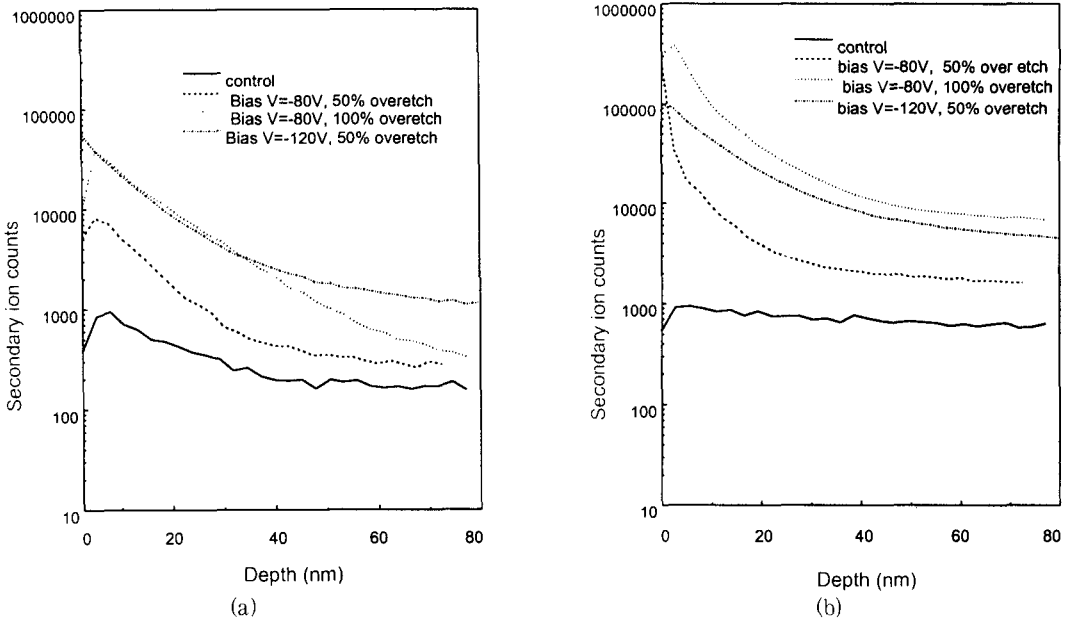 1000000
100000
10000
1000
100
10
Secondary ion counts
control
Bias V=-80V, 50% overetch
Bias V=-80V, 100% overetch
Bias V=-120V, 50% overetch
0 20 40 60 80
Depth (nm)
(a)
1000000
100000
10000
1000
100
10
Secondary ion counts
control
bias V=-80V, 50% over etch
bias V=-80V, 100% overetch
bias V=-120V, 50% overetch
0 20 40 60 80
Depth (nm)
(b)